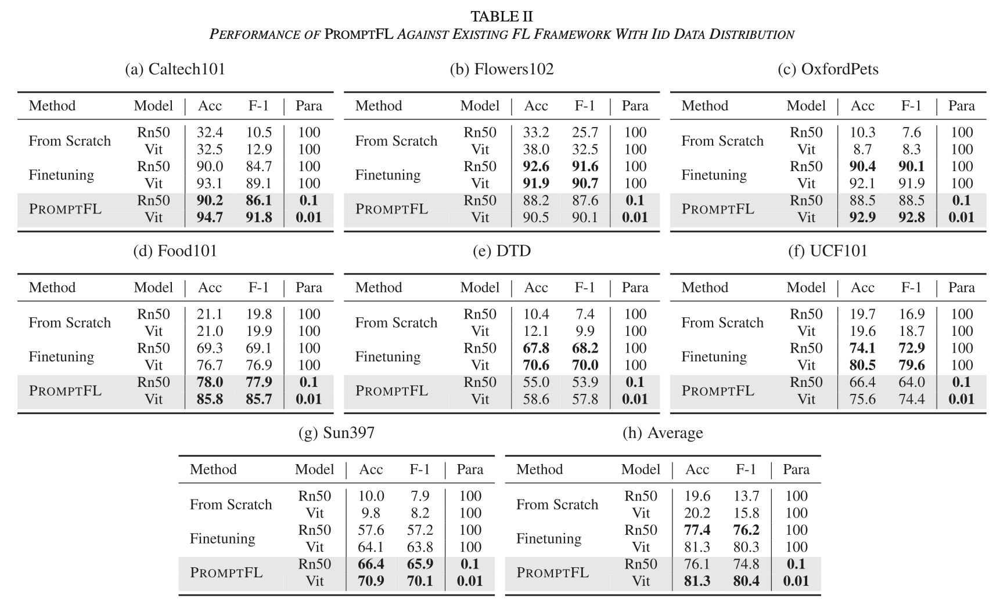 TABLE II
PERFORMANCE OF PROMPTFL AGAINST EXISTING FL FRAMEWORK WITH IID DATA DISTRIBUTION
(a) Caltech101
Method Model Acc F-1 Para
From Scratch
Rn50 32.4 10.5 100
Vit 32.5 12.9 100
Finetuning
Rn50 90.0 84.7 100
Vit 93.1 89.1 100
PROMPTFL
Rn50 90.2 86.1 0.1
Vit 94.7 91.8 0.01
(b) Flowers102
Method Model Acc F-1 Para
From Scratch
Rn50 33.2 25.7 100
Vit 38.0 32.5 100
Finetuning
Rn50 92.6 91.6 100
Vit 91.9 90.7 100
PROMPTFL
Rn50 88.2 87.6 0.1
Vit 90.5 90.1 0.01
(c) OxfordPets
Method Model Acc F-1 Para
From Scratch
Rn50 10.3 7.6 100
Vit 8.7 8.3 100
Finetuning
Rn50 90.4 90.1 100
Vit 92.1 91.9 100
PROMPTFL
Rn50 88.5 88.5 0.1
Vit 92.9 92.8 0.01
(d) Food101
Method Model Acc F-1 Para
From Scratch
Rn50 21.1 19.8 100
Vit 21.0 19.9 100
Finetuning
Rn50 69.3 69.1 100
Vit 76.7 76.9 100
PROMPTFL
Rn50 78.0 77.9 0.1
Vit 85.8 85.7 0.01
(e) DTD
Method Model Acc F-1 Para
From Scratch
Rn50 10.4 7.4 100
Vit 12.1 9.9 100
Finetuning
Rn50 67.8 68.2 100
Vit 70.6 70.0 100
PROMPTFL
Rn50 55.0 53.9 0.1
Vit 58.6 57.8 0.01
(f) UCF101
Method Model Acc F-1 Para
From Scratch
Rn50 19.7 16.9 100
Vit 19.6 18.7 100
Finetuning
Rn50 74.1 72.9 100
Vit 80.5 79.6 100
PROMPTFL
Rn50 66.4 64.0 0.1
Vit 75.6 74.4 0.01
(g) Sun397
Method Model Acc F-1 Para
From Scratch
Rn50 10.0 7.9 100
Vit 9.8 8.2 100
Finetuning
Rn50 57.6 57.2 100
Vit 64.1 63.8 100
PROMPTFL
Rn50 66.4 65.9 0.1
Vit 70.9 70.1 0.01
(h) Average
Method Model Acc F-1 Para
From Scratch
Rn50 19.6 13.7 100
Vit 20.2 15.8 100
Finetuning
Rn50 77.4 76.2 100
Vit 81.3 80.3 100
PROMPTFL
Rn50 76.1 74.8 0.1
Vit 81.3 80.4 0.01